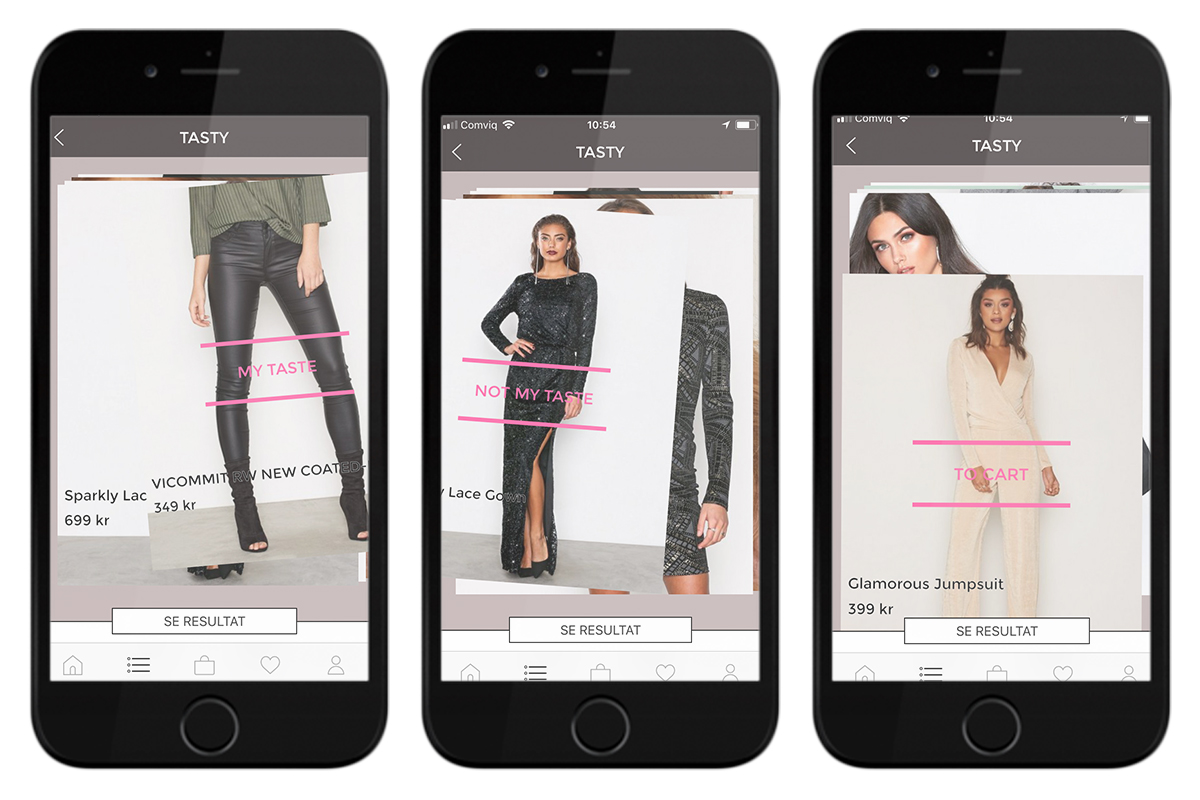 TASTY
MY TASTE
VICOMMIT RW NEW COATED-
349 kr
Sparkly Lac
699 kr
SE RESULTAT
Comviq
10:54
TASTY
NOT MY TASTE
y Lace Gown
SE RESULTAT
Comviq
10:54
TASTY
TO CART
Glamorous Jumpsuit
399 kr
SE RESULTAT